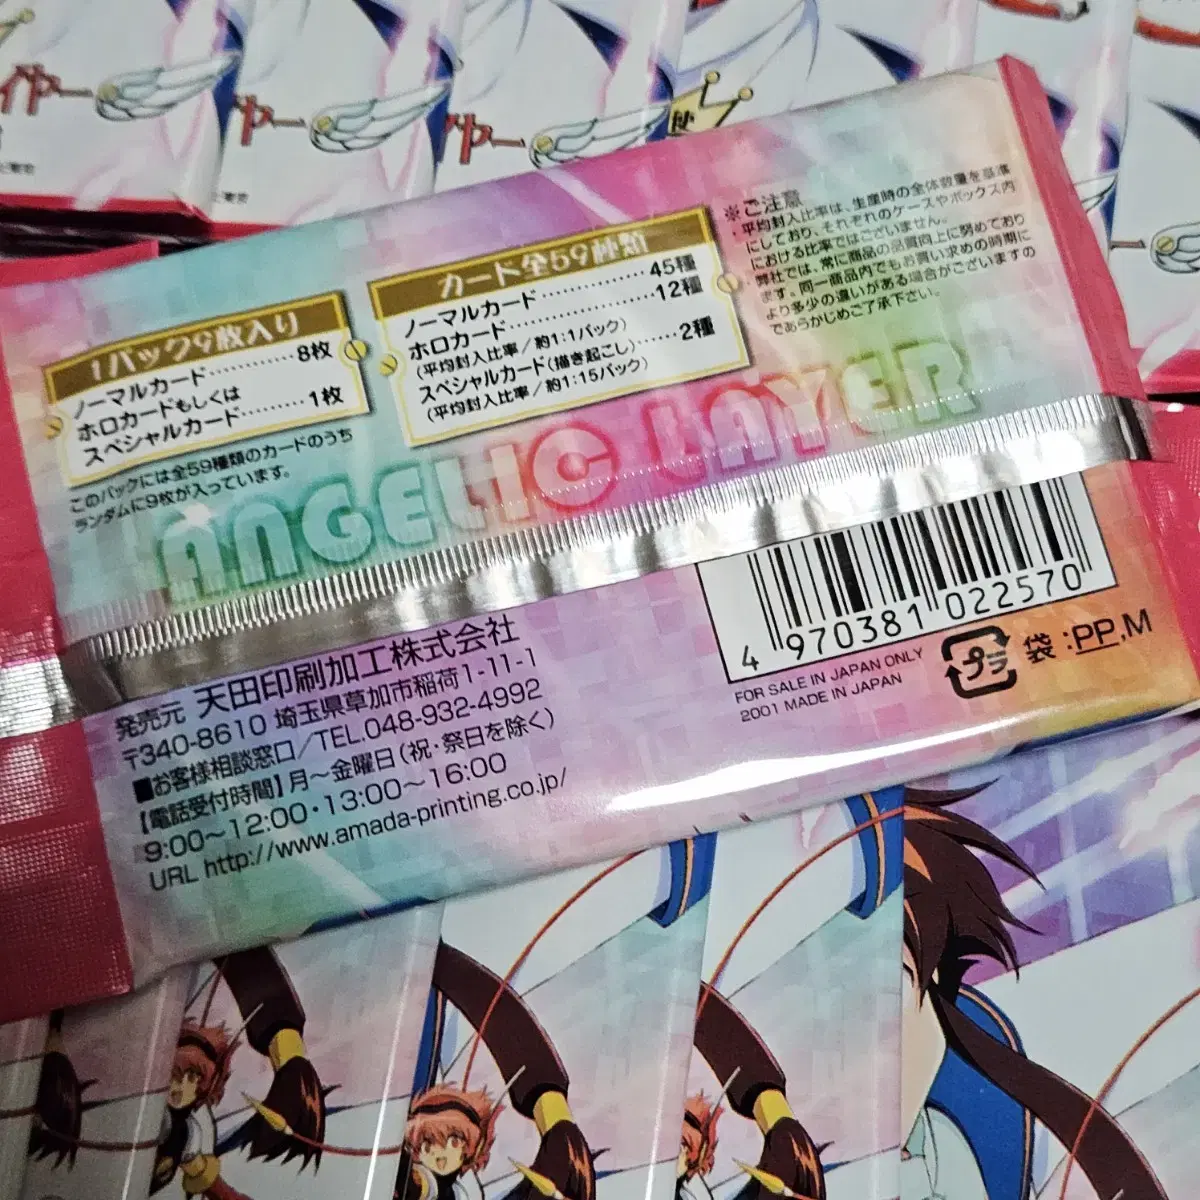 イヤー
ヤー
ヤー
使
1パック9枚入り
ノーマルカード………8枚
ホロカードもしくは
スペシャルカード………1枚
このパックには全59種類のカードのうち
ランダムに9枚が入っています。
カード全59種類
ノーマルカード…………45種
ホロカード………………12種
(平均封入比率/約1:1パック)
スペシャルカード(描き起こし)……2種
(平均封入比率/約1:15パック)
※ご注意
・平均封入比率は、生産時の全体数量を基準
にしており、それぞれのケースやボックス内
における比率ではございません。
弊社では、常に商品の品質向上に努めており
ます。同一商品内でもお買い求めの時期に
より多少の違いがある場合がございますの
であらかじめご了承下さい。
ANGELIC LAYER
発売元 天田印刷加工株式会社
〒340-8610 埼玉県草加市稲荷1-11-1
■お客様相談窓口/TEL.048-932-4992
【電話受付時間】月〜金曜日(祝・祭日を除く)
9:00〜12:00・13:00〜16:00
URL http://www.amada-printing.co.jp/
4 970381 022570
FOR SALE IN JAPAN ONLY
2001 MADE IN JAPAN
プラ
袋:PP,M